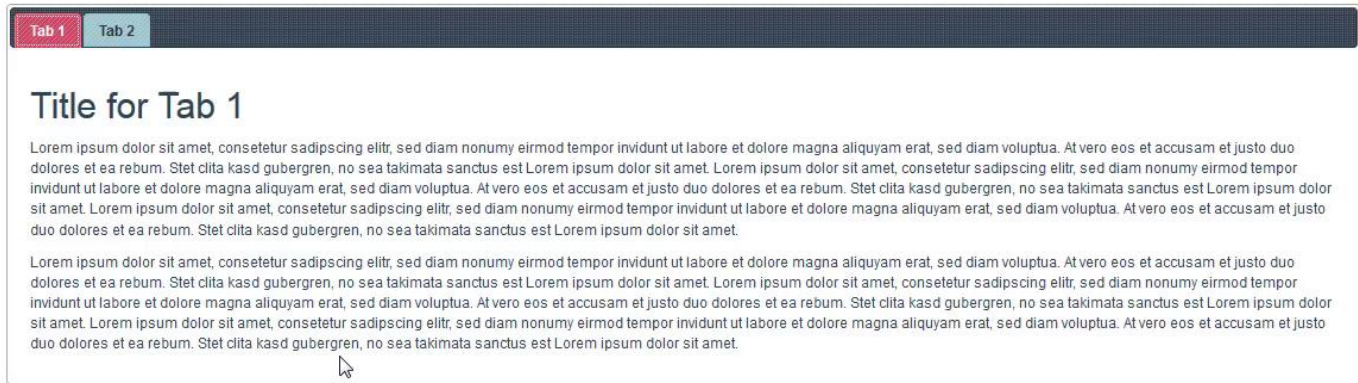 Tab 1 Tab 2
Title for Tab 1
Lorem ipsum dolor sit amet, consetetur sadipscing elitr, sed diam nonumy eirmod tempor invidunt ut labore et dolore magna aliquyam erat, sed diam voluptua. At vero eos et accusam et justo duo
dolores et ea rebum. Stet clita kasd gubergren, no sea takimata sanctus est Lorem ipsum dolor sit amet. Lorem ipsum dolor sit amet, consetetur sadipscing elitr, sed diam nonumy eirmod tempor
invidunt ut labore et dolore magna aliquyam erat, sed diam voluptua. At vero eos et accusam et justo duo dolores et ea rebum. Stet clita kasd gubergren, no sea takimata sanctus est Lorem ipsum dolor
sit amet. Lorem ipsum dolor sit amet, consetetur sadipscing elitr, sed diam nonumy eirmod tempor invidunt ut labore et dolore magna aliquyam erat, sed diam voluptua. At vero eos et accusam et justo
duo dolores et ea rebum. Stet clita kasd gubergren, no sea takimata sanctus est Lorem ipsum dolor sit amet.
Lorem ipsum dolor sit amet, consetetur sadipscing elitr, sed diam nonumy eirmod tempor invidunt ut labore et dolore magna aliquyam erat, sed diam voluptua. At vero eos et accusam et justo duo
dolores et ea rebum. Stet clita kasd gubergren, no sea takimata sanctus est Lorem ipsum dolor sit amet. Lorem ipsum dolor sit amet, consetetur sadipscing elitr, sed diam nonumy eirmod tempor
invidunt ut labore et dolore magna aliquyam erat, sed diam voluptua. At vero eos et accusam et justo duo dolores et ea rebum. Stet clita kasd gubergren, no sea takimata sanctus est Lorem ipsum dolor
sit amet. Lorem ipsum dolor sit amet, consetetur sadipscing elitr, sed diam nonumy eirmod tempor invidunt ut labore et dolore magna aliquyam erat, sed diam voluptua. At vero eos et accusam et justo
duo dolores et ea rebum. Stet clita kasd gubergren, no sea takimata sanctus est Lorem ipsum dolor sit amet.